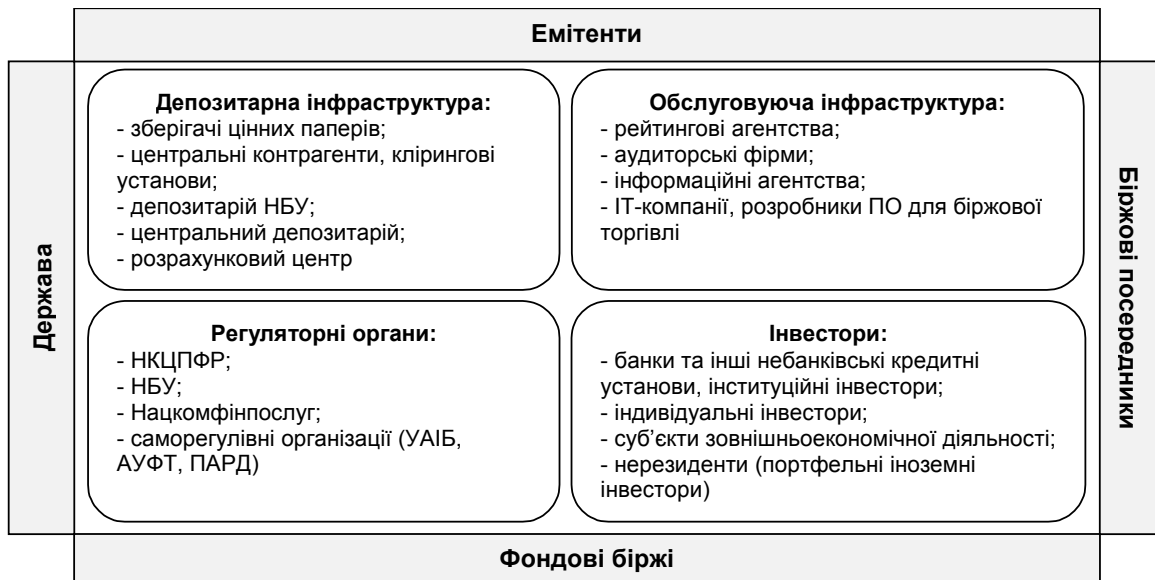 Емітенти
Держава
Депозитарна інфраструктура:
- зберігачі цінних паперів;
- центральні контрагенти, клірингові
установи;
- депозитарій НБУ;
- центральний депозитарій;
- розрахунковий центр
Обслуговуюча інфраструктура:
- рейтингові агентства;
- аудиторські фірми;
- інформаційні агентства;
- ІТ-компанії, розробники ПО для біржової
торгівлі
Регуляторні органи:
- НКЦПФР;
- НБУ;
- Нацкомфінпослуг;
- саморегулівні організації (УАІБ,
АУФТ, ПАРД)
Інвестори:
- банки та інші небанківські кредитні
установи, інституційні інвестори;
- індивідуальні інвестори;
- суб’єкти зовнішньоекономічної діяльності;
- нерезиденти (портфельні іноземні
інвестори)
Біржові посередники
Фондові біржі